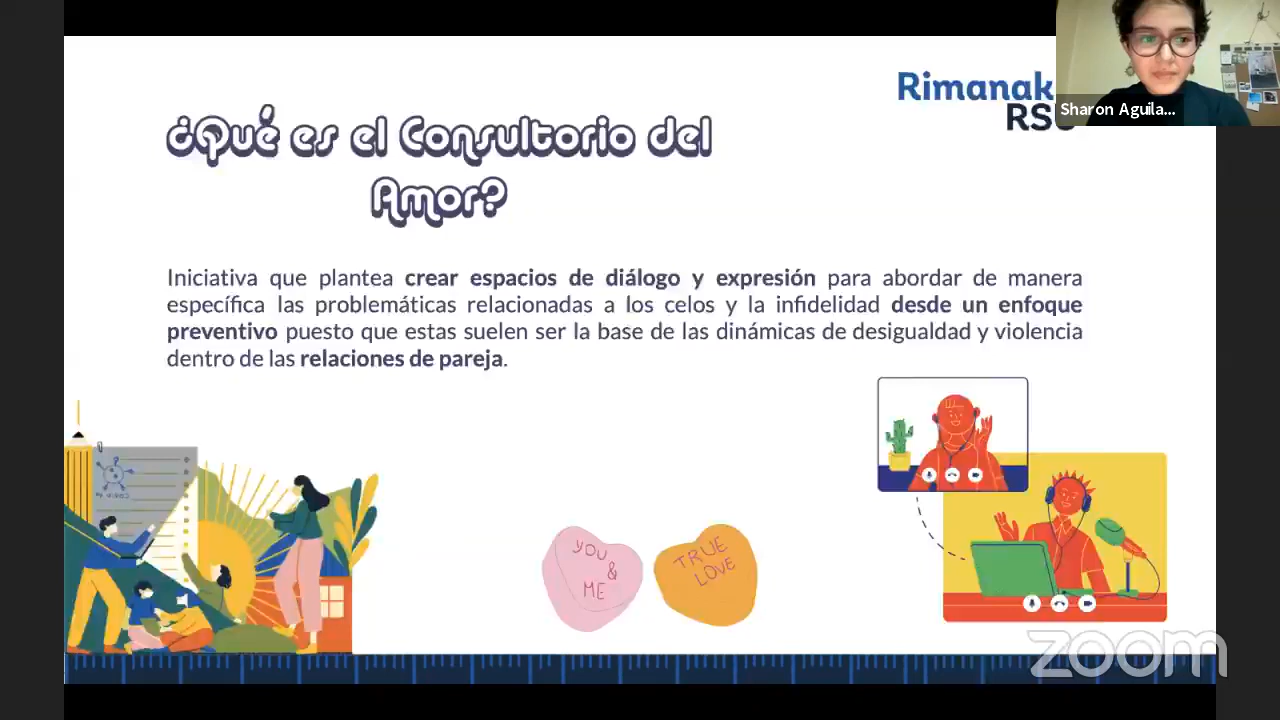 Rimanak
RS
Sharon Aguila...
¿Qué es el Consultorio del
Amor?
Iniciativa que plantea crear espacios de diálogo y expresión para abordar de manera
específica las problemáticas relacionadas a los celos y la infidelidad desde un enfoque
preventivo puesto que estas suelen ser la base de las dinámicas de desigualdad y violencia
dentro de las relaciones de pareja.
YOU
&
ME
TRUE
LOVE
zoom